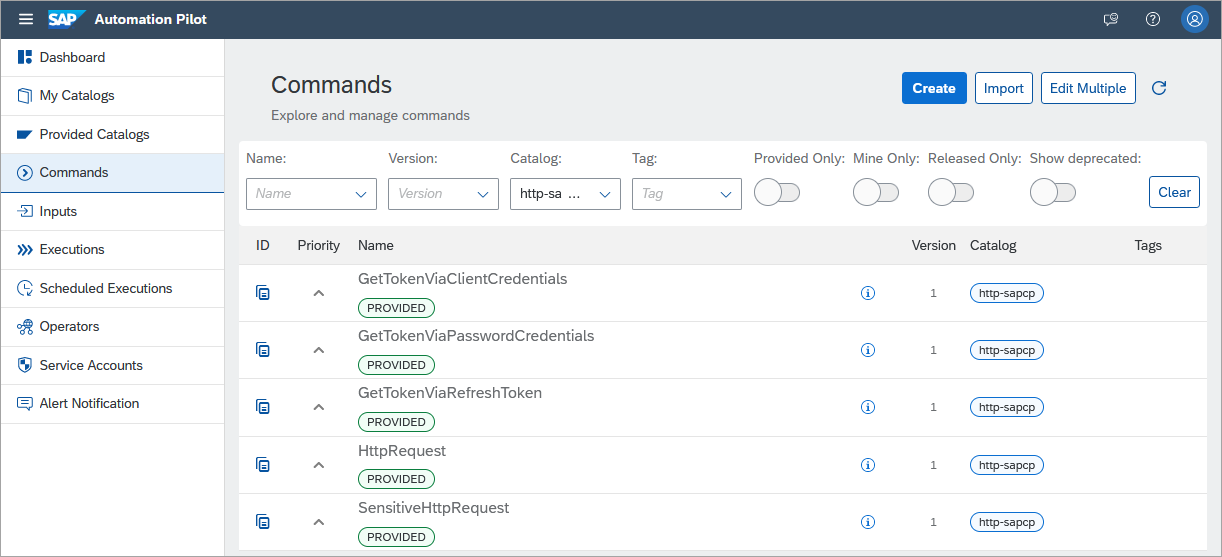 SAP Automation Pilot
Dashboard
My Catalogs
Provided Catalogs
Commands
Inputs
Executions
Scheduled Executions
Operators
Service Accounts
Alert Notification
Commands
Explore and manage commands
Create Import Edit Multiple
Name: Version: Catalog: Tag: Provided Only: Mine Only: Released Only: Show deprecated:
Name Version http-sa ... Tag Clear
ID Priority Name Version Catalog Tags
GetTokenViaClientCredentials
PROVIDED 1 http-sapcp
GetTokenViaPasswordCredentials
PROVIDED 1 http-sapcp
GetTokenViaRefreshToken
PROVIDED 1 http-sapcp
HttpRequest
PROVIDED 1 http-sapcp
SensitiveHttpRequest
PROVIDED 1 http-sapcp